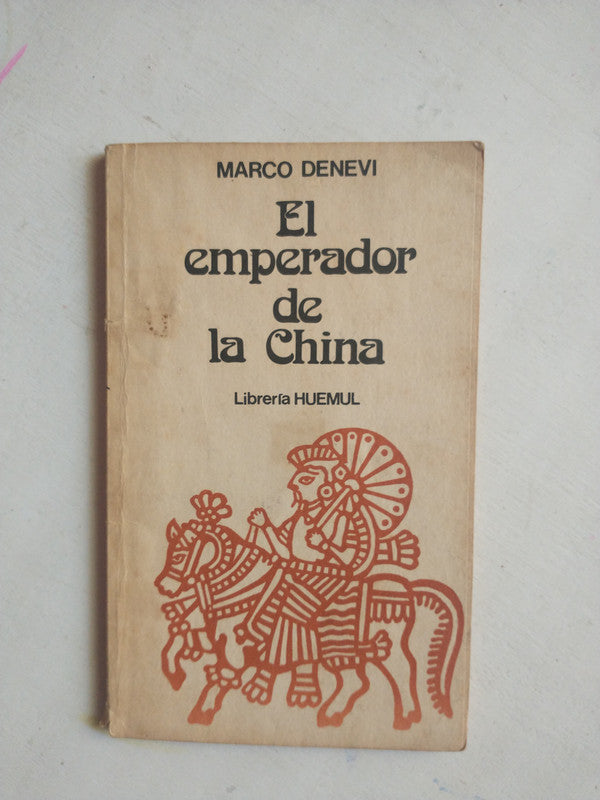 MARCO DENEVI
El
emperador
de
la China
Librería HUEMUL